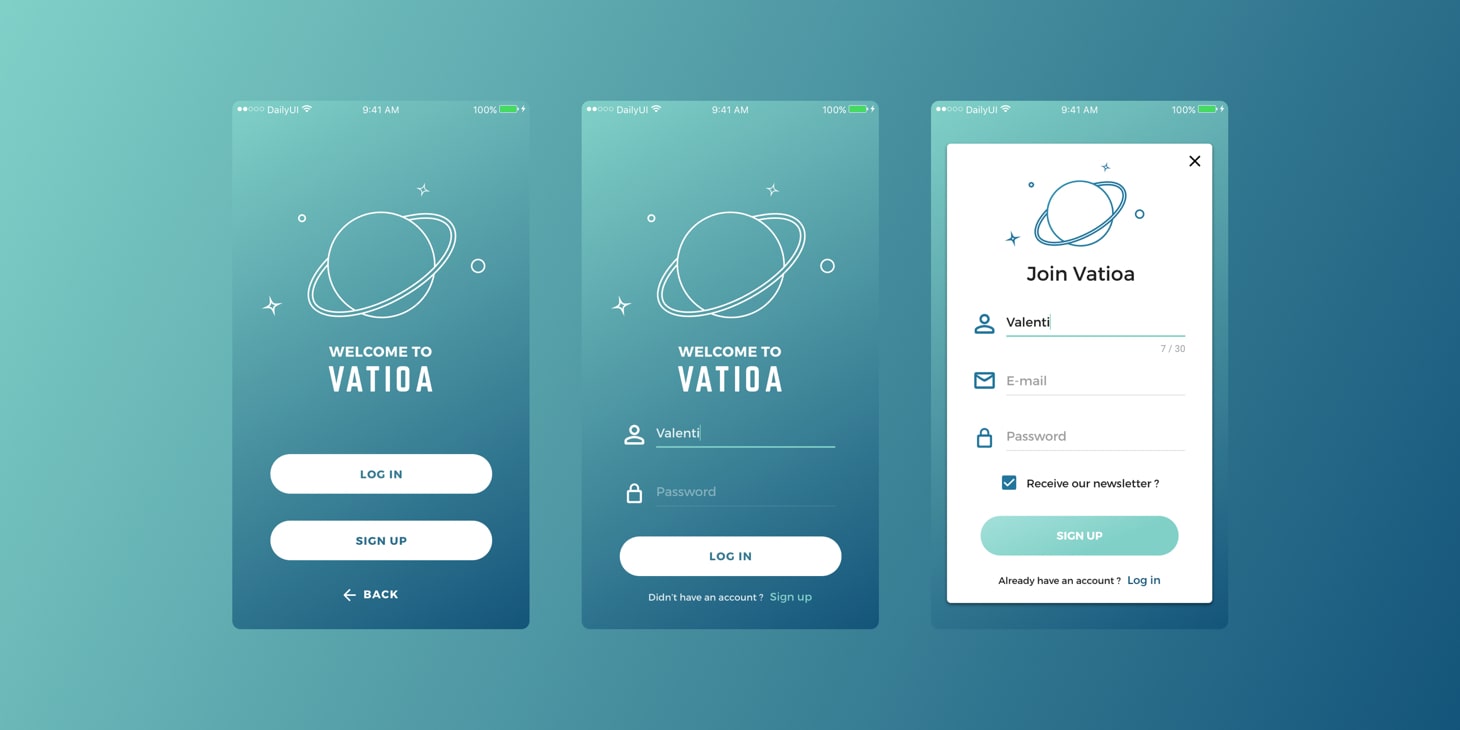 DailyUI 9:41 AM 100%
WELCOME TO
VATIOA
LOG IN
SIGN UP
BACK
DailyUI 9:41 AM 100%
WELCOME TO
VATIOA
Valenti
Password
LOG IN
Didn't have an account ? Sign up
DailyUI 9:41 AM 100%
Join Vatioa
Valenti
7 / 30
E-mail
Password
Receive our newsletter ?
SIGN UP
Already have an account ? Log in